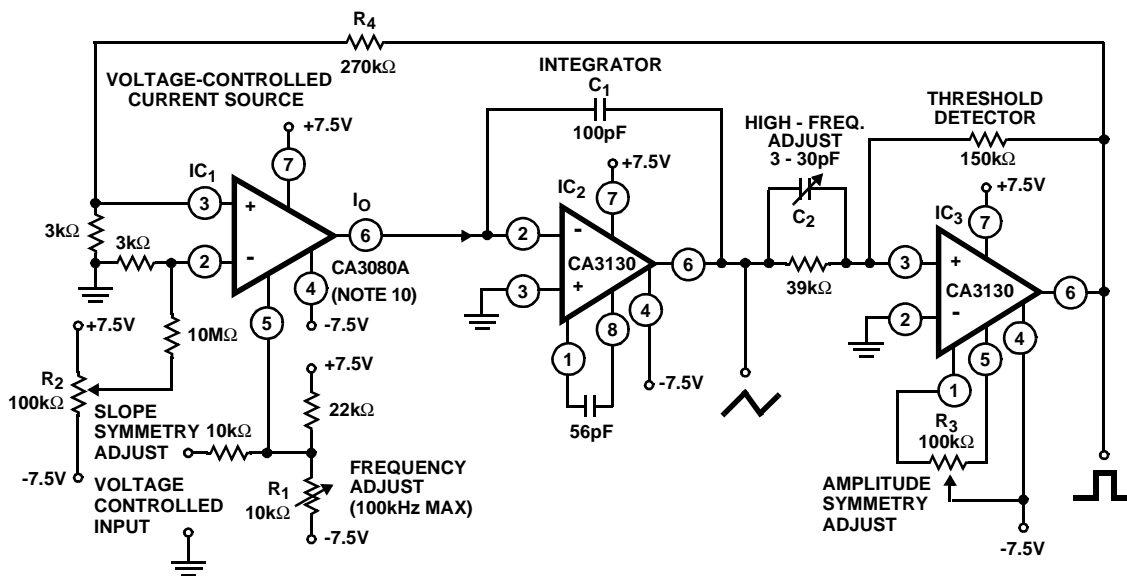 R4
270kΩ
VOLTAGE-CONTROLLED
CURRENT SOURCE
+7.5V
7
IC1
3
+
3kΩ
3kΩ
2
-
IO
6
CA3080A
(NOTE 10)
4
-7.5V
5
10MΩ
+7.5V
R2
100kΩ
-7.5V
SLOPE
SYMMETRY
ADJUST
VOLTAGE
CONTROLLED
INPUT
10kΩ
+7.5V
22kΩ
R1
10kΩ
FREQUENCY
ADJUST
(100kHz MAX)
-7.5V
INTEGRATOR
C1
100pF
+7.5V
IC2
7
2
-
CA3130
3
+
6
8
4
1
-7.5V
56pF
HIGH - FREQ.
ADJUST
3 - 30pF
C2
39kΩ
THRESHOLD
DETECTOR
150kΩ
+7.5V
IC3
7
3
+
CA3130
2
-
6
4
5
1
R3
100kΩ
AMPLITUDE
SYMMETRY
ADJUST
-7.5V